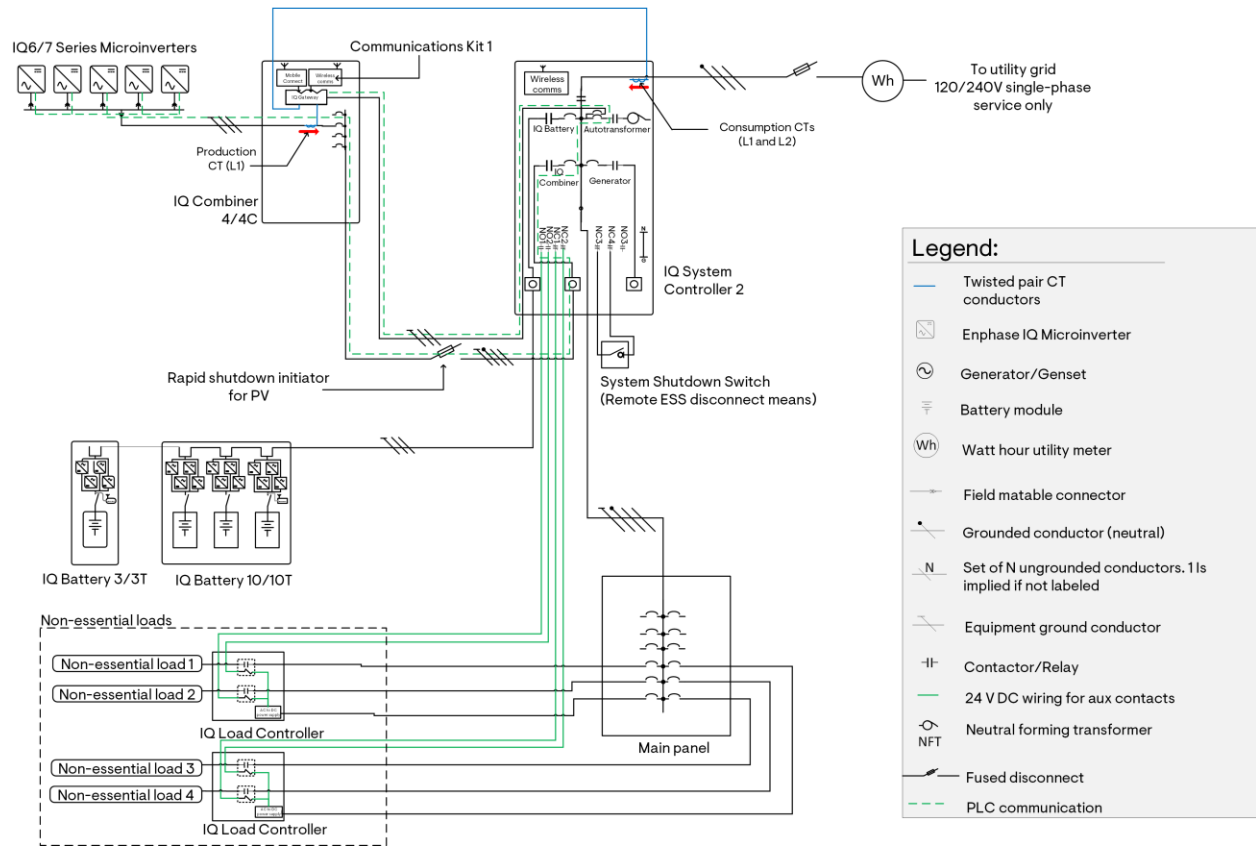 IQ6/7 Series Microinverters
Communications Kit 1
Mobile
Connect
Wireless
comms
IQ Gateway
Production
CT (L1)
IQ Combiner
4/4C
Wireless
comms
IQ Battery
Autotransformer
IQ
Combiner
Generator
NO1
NO2
NC1
NC2
NC3
NC4
NO3
N
IQ System
Controller 2
Consumption CTs
(L1 and L2)
Wh
To utility grid
120/240V single-phase
service only
Rapid shutdown initiator
for PV
System Shutdown Switch
(Remote ESS disconnect means)
IQ Battery 3/3T
IQ Battery 10/10T
Non-essential loads
Non-essential load 1
Non-essential load 2
IQ Load Controller
Non-essential load 3
Non-essential load 4
IQ Load Controller
Main panel
Legend:
Twisted pair CT
conductors
Enphase IQ Microinverter
Generator/Genset
Battery module
Wh
Watt hour utility meter
Field matable connector
Grounded conductor (neutral)
N
Set of N ungrounded conductors. 1 Is
implied if not labeled
Equipment ground conductor
Contactor/Relay
24 V DC wiring for aux contacts
NFT
Neutral forming transformer
Fused disconnect
PLC communication